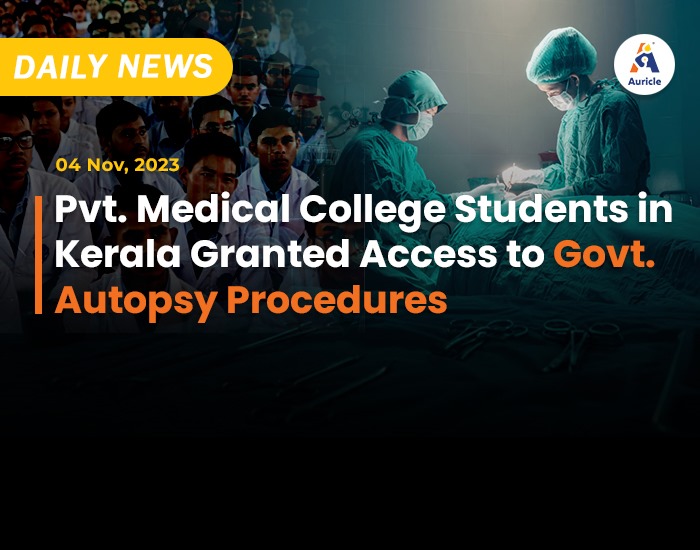 DAILY NEWS
Auricle
04 Nov, 2023
Pvt. Medical College Students in
Kerala Granted Access to Govt.
Autopsy Procedures